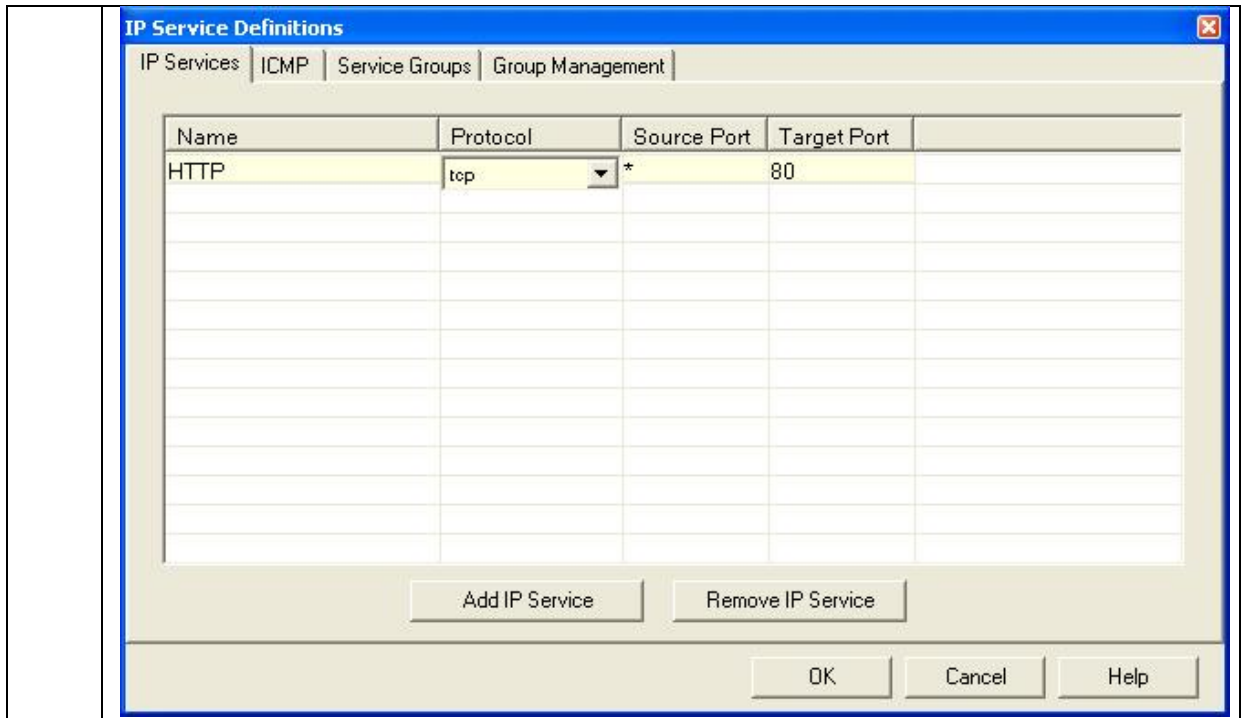 IP Service Definitions
IP Services ICMP Service Groups Group Management
Name Protocol Source Port Target Port
HTTP tcp * 80
Add IP Service Remove IP Service
OK Cancel Help